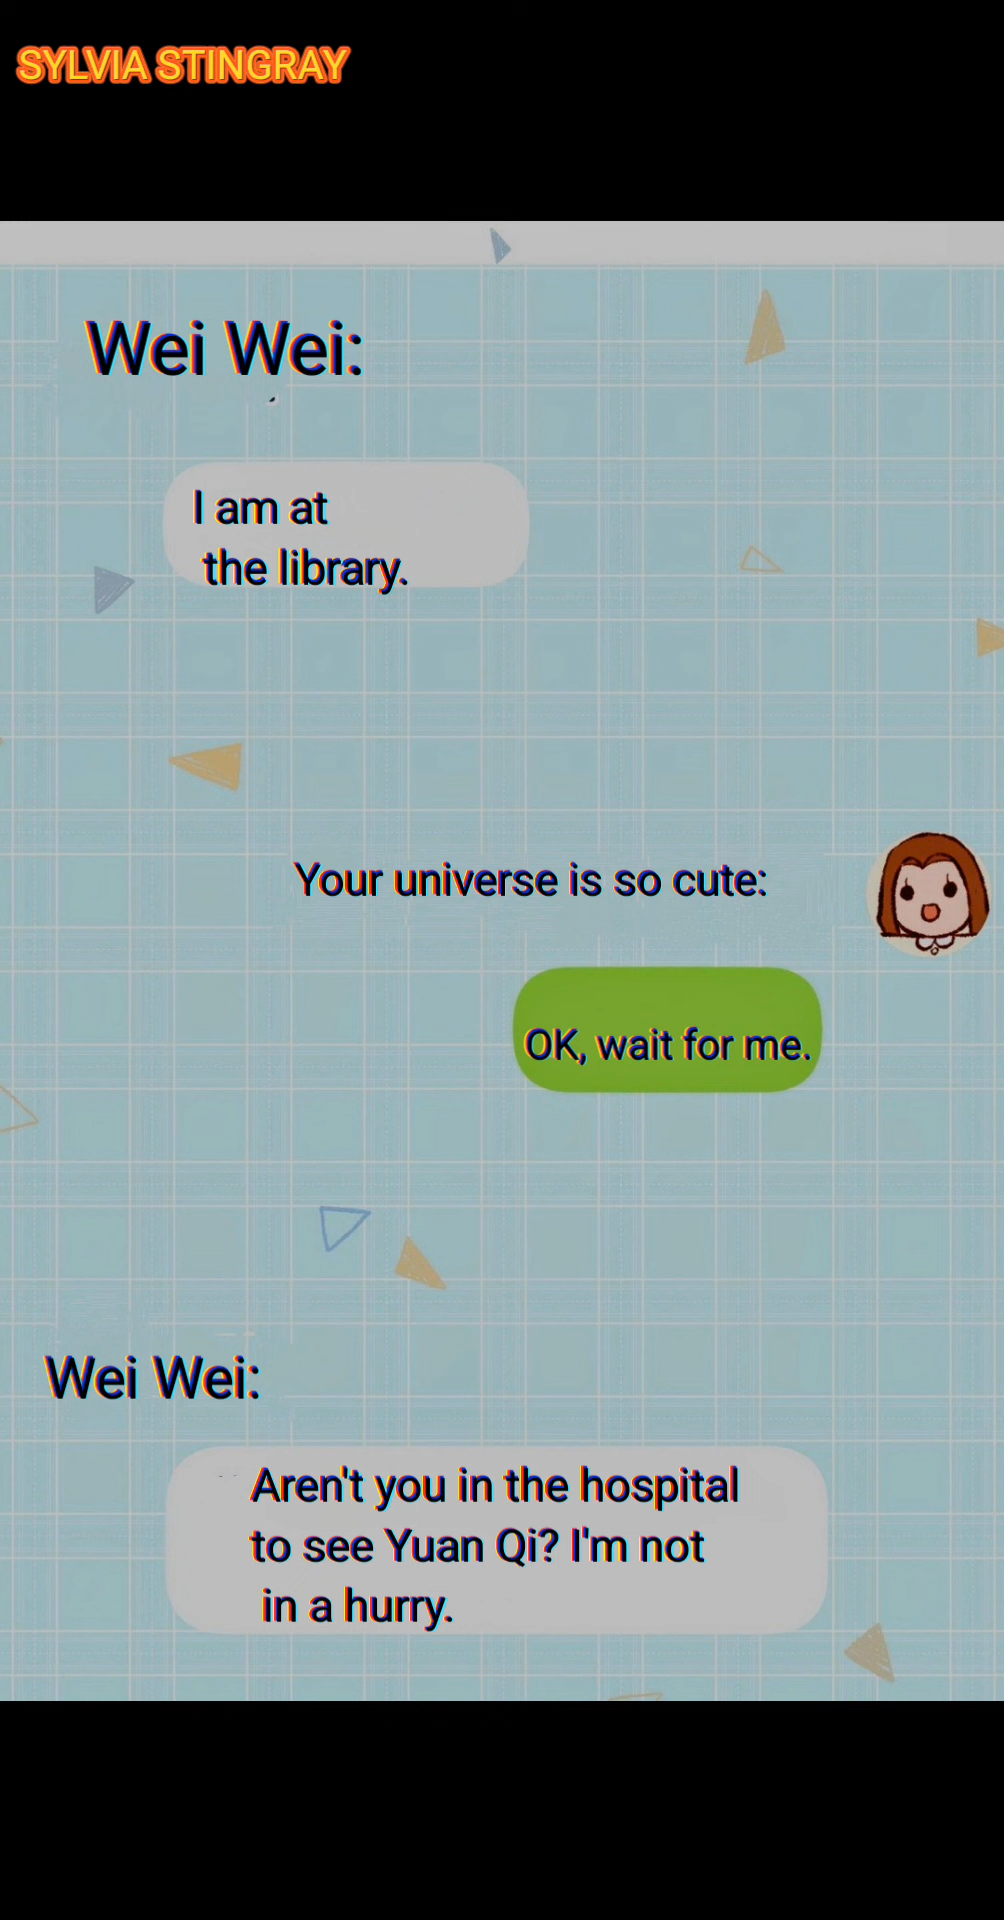 SYLVIA STINGRAY
Wei Wei:
I am at
the library.
Your universe is so cute:
OK, wait for me.
Wei Wei:
Aren't you in the hospital
to see Yuan Qi? I'm not
in a hurry.